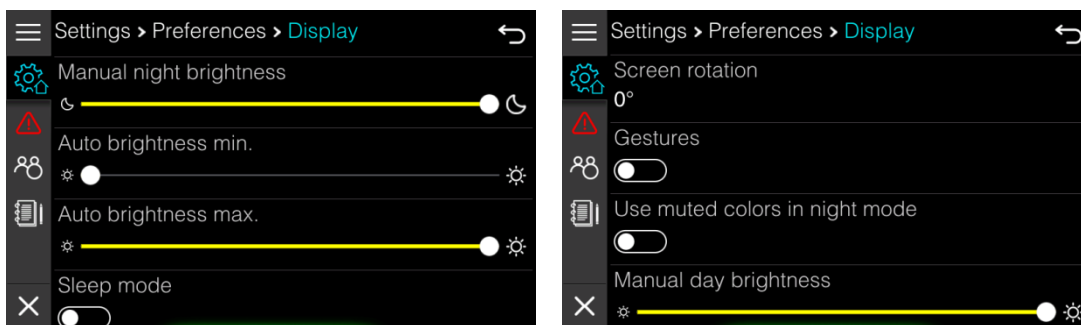 Settings > Preferences > Display
Manual night brightness
Auto brightness min.
Auto brightness max.
Sleep mode
Settings > Preferences > Display
Screen rotation
0°
Gestures
Use muted colors in night mode
Manual day brightness